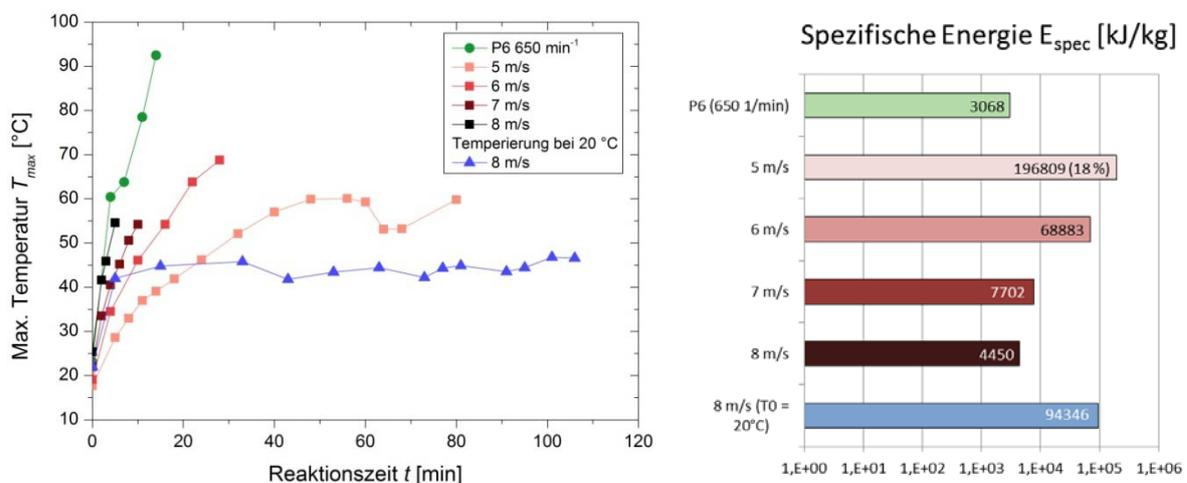 100
90
80
70
60
50
40
30
20
10
Max. Temperatur Tmax [°C]
0 20 40 60 80 100 120
Reaktionszeit t [min]
P6 650 min⁻¹
5 m/s
6 m/s
7 m/s
8 m/s
Temperierung bei 20 °C
8 m/s
Spezifische Energie Espec [kJ/kg]
P6 (650 1/min) 3068
5 m/s 196809 (18 %)
6 m/s 68883
7 m/s 7702
8 m/s 4450
8 m/s (T0 = 94346
20°C)
1,E+00 1,E+01 1,E+02 1,E+03 1,E+04 1,E+05 1,E+06